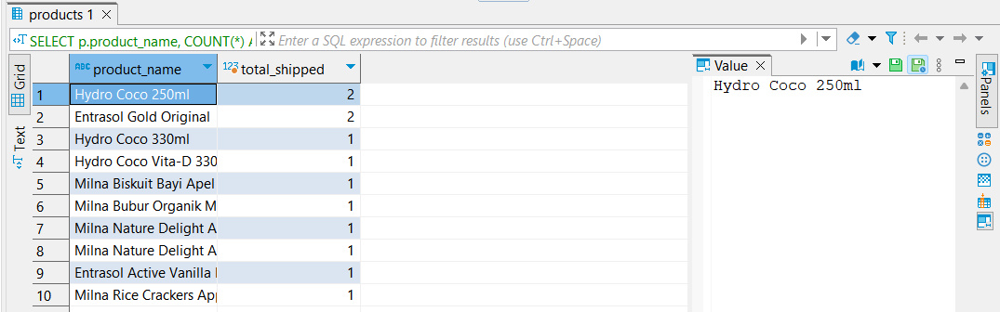 products 1
SELECT p.product_name, COUNT(*) A
Enter a SQL expression to filter results (use Ctrl+Space)
Grid
Text
ABC product_name
123 total_shipped
1 Hydro Coco 250ml 2
2 Entrasol Gold Original 2
3 Hydro Coco 330ml 1
4 Hydro Coco Vita-D 330 1
5 Milna Biskuit Bayi Apel 1
6 Milna Bubur Organik M 1
7 Milna Nature Delight A 1
8 Milna Nature Delight A 1
9 Entrasol Active Vanilla 1
10 Milna Rice Crackers Ap 1
Value
Hydro Coco 250ml
Panels